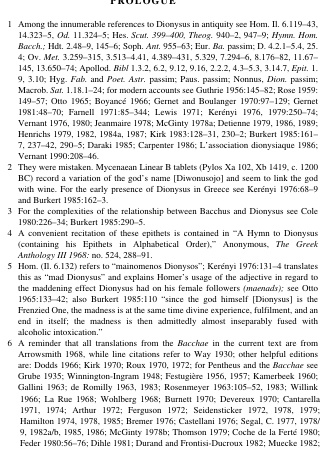 PROLOGUE
1 Among the innumerable references to Dionysus in antiquity see Hom. Il. 6.119-43,
14.323-5, Od. 11.324-5; Hes. Scut. 399-400, Theog. 940-2, 947-9; Hymn. Hom.
Bacch.; Hdt. 2.48-9, 145-6; Soph. Ant. 955-63; Eur. Ba. passim; D. 4.2.1-5.4, 25.
4; Ov. Met. 3.259-315, 3.513-4.41, 4.389-431, 5.329, 7.294-6, 8.176-82, 11.67-
145, 13.650-74; Apollod. Bibl 1.3.2, 6.2, 9.12, 9.16, 2.2.2, 4.3-5.3, 3.14.7, Epit. 1.
9, 3.10; Hyg. Fab. and Poet. Astr. passim; Paus. passim; Nonnus, Dion. passim;
Macrob. Sat. 1.18.1-24; for modern accounts see Guthrie 1956:145-82; Rose 1959:
149-57; Otto 1965; Boyancé 1966; Gernet and Boulanger 1970:97-129; Gernet
1981:48-70; Farnell 1971:85-344; Lewis 1971; Kerényi 1976, 1979:250-74;
Vernant 1976, 1980; Jeanmaire 1978; McGinty 1978a; Detienne 1979, 1986, 1989;
Henrichs 1979, 1982, 1984a, 1987; Kirk 1983:128-31, 230-2; Burkert 1985:161-
7, 237-42, 290-5; Daraki 1985; Carpenter 1986; L'association dionysiaque 1986;
Vernant 1990:208-46.
2 They were mistaken. Mycenaean Linear B tablets (Pylos Xa 102, Xb 1419, c. 1200
BC) record a variation of the god's name [Diwonusojo] and seem to link the god
with wine. For the early presence of Dionysus in Greece see Kerényi 1976:68-9
and Burkert 1985:162-3.
3 For the complexities of the relationship between Bacchus and Dionysus see Cole
1980:226-34; Burkert 1985:290-5.
4 A convenient recitation of these epithets is contained in "A Hymn to Dionysus
(containing his Epithets in Alphabetical Order)," Anonymous, The Greek
Anthology III 1968: no. 524, 288-91.
5 Hom. (Il. 6.132) refers to "mainomenos Dionysos"; Kerényi 1976:131-4 translates
this as "mad Dionysus" and explains Homer's usage of the adjective in regard to
the maddening effect Dionysus had on his female followers (maenads); see Otto
1965:133-42; also Burkert 1985:110 "since the god himself [Dionysus] is the
Frenzied One, the madness is at the same time divine experience, fulfilment, and an
end in itself; the madness is then admittedly almost inseparably fused with
alcoholic intoxication."
6 A reminder that all translations from the Bacchae in the current text are from
Arrowsmith 1968, while line citations refer to Way 1930; other helpful editions
are: Dodds 1966; Kirk 1970; Roux 1970, 1972; for Pentheus and the Bacchae see
Grube 1935; Winnington-Ingram 1948; Festugière 1956, 1957; Kamerbeek 1960;
Gallini 1963; de Romilly 1963, 1983; Rosenmeyer 1963:105-52, 1983; Willink
1966; La Rue 1968; Wohlberg 1968; Burnett 1970; Devereux 1970; Cantarella
1971, 1974; Arthur 1972; Ferguson 1972; Seidensticker 1972, 1978, 1979;
Hamilton 1974, 1978, 1985; Bremer 1976; Castellani 1976; Segal, C. 1977, 1978/
9, 1982a/b, 1985, 1986; McGinty 1978b; Thomson 1979; Coche de la Ferté 1980;
Feder 1980:56-76; Dihle 1981; Durand and Frontisi-Ducroux 1982; Muecke 1982;